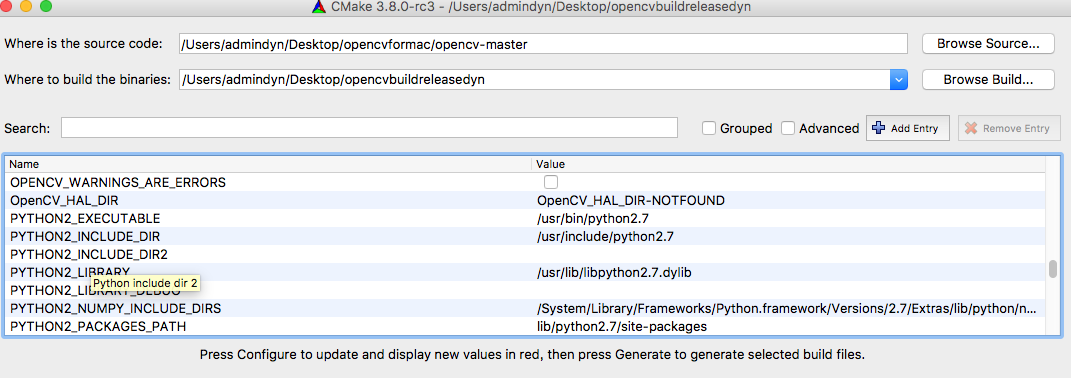 CMake 3.8.0-rc3 - /Users/admindyn/Desktop/opencvbuildreleasedyn
Where is the source code: /Users/admindyn/Desktop/opencvformac/opencv-master Browse Source...
Where to build the binaries: /Users/admindyn/Desktop/opencvbuildreleasedyn Browse Build...
Search: Grouped Advanced Add Entry Remove Entry
Name Value
OPENCV_WARNINGS_ARE_ERRORS
OpenCV_HAL_DIR OpenCV_HAL_DIR-NOTFOUND
PYTHON2_EXECUTABLE /usr/bin/python2.7
PYTHON2_INCLUDE_DIR /usr/include/python2.7
PYTHON2_INCLUDE_DIR2
PYTHON2_LIBRARY /usr/lib/libpython2.7.dylib
Python include dir 2
PYTHON2_LIBRARY_DEBUG
PYTHON2_NUMPY_INCLUDE_DIRS /System/Library/Frameworks/Python.framework/Versions/2.7/Extras/lib/python/n...
PYTHON2_PACKAGES_PATH lib/python2.7/site-packages
Press Configure to update and display new values in red, then press Generate to generate selected build files.